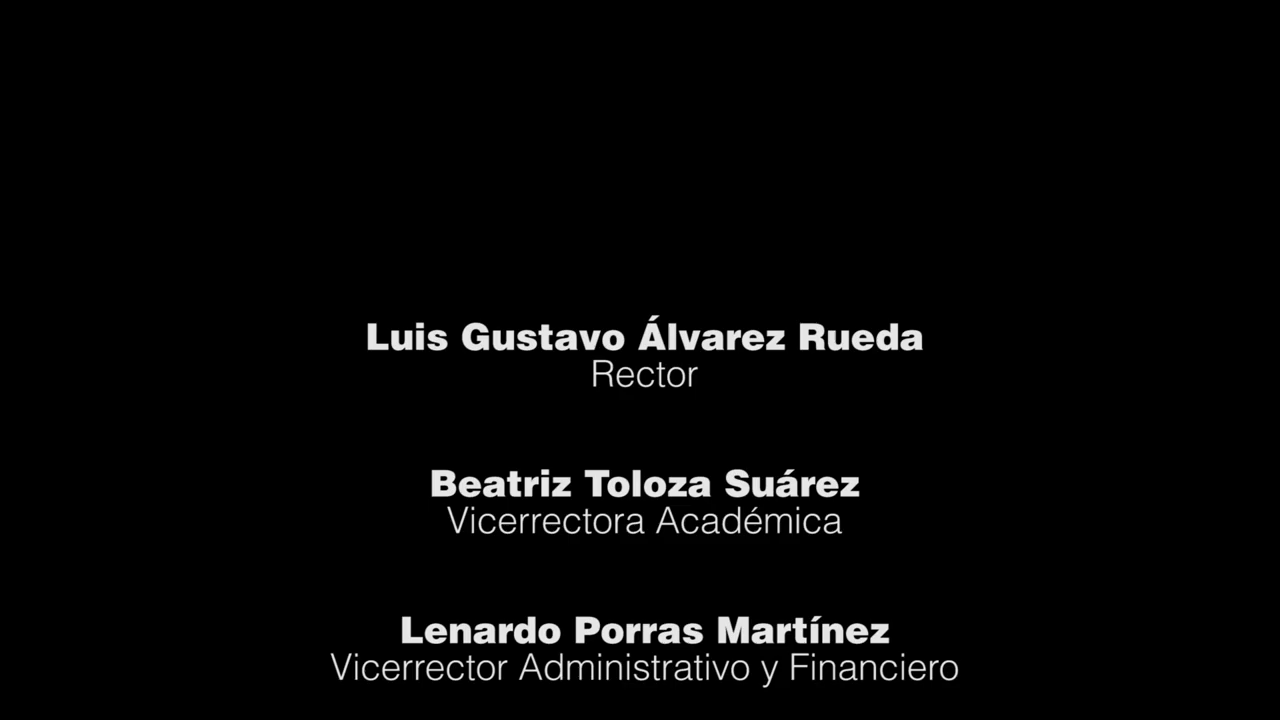 Luis Gustavo Álvarez Rueda
Rector
Beatriz Toloza Suárez
Vicerrectora Académica
Lenardo Porras Martínez
Vicerrector Administrativo y Financiero